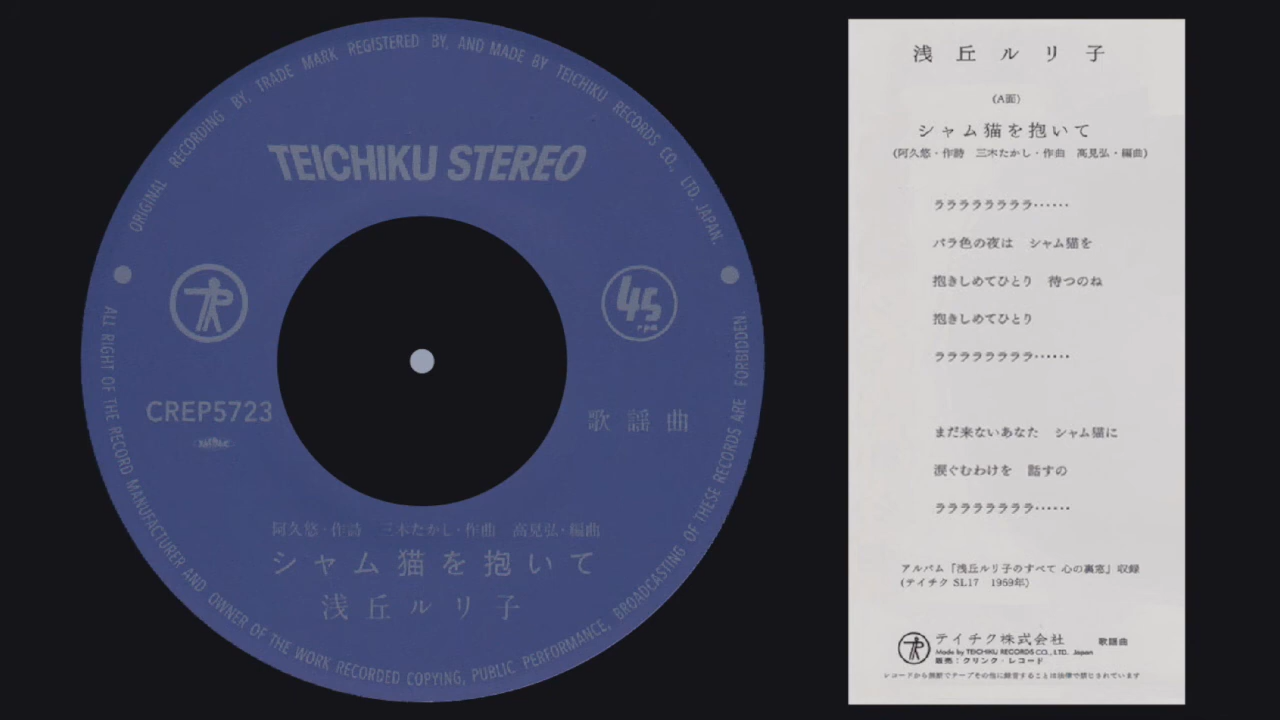 ORIGINAL RECORDING BY, TRADE MARK REGISTERED BY, AND MADE BY TEICHIKU RECORDS CO., LTD. JAPAN.
TEICHIKU STEREO
45
rpm
CREP5723
歌謡曲
阿久悠・作詩 三木たかし・作曲 高見弘・編曲
シャム猫を抱いて
浅丘ルリ子
ALL RIGHT OF THE RECORD MANUFACTURER AND OWNER OF THE WORK RECORDED COPYING, PUBLIC PERFORMANCE, BROADCASTING OF THESE RECORDS ARE FORBIDDEN.
浅丘ルリ子
(A面)
シャム猫を抱いて
(阿久悠・作詩 三木たかし・作曲 高見弘・編曲)
ララララララララ‥‥‥
バラ色の夜は シャム猫を
抱きしめてひとり 待つのね
抱きしめてひとり
ララララララララ‥‥‥
まだ来ないあなた シャム猫に
涙ぐむわけを 話すの
ララララララララ‥‥‥
アルバム「浅丘ルリ子のすべて 心の裏窓」収録
(テイチク SL17 1969年)
テイチク株式会社 歌謡曲
Made by TEICHIKU RECORDS CO., LTD. Japan
販売：クリンク・レコード
レコードから無断でテープその他に録音することは法律で禁じられています